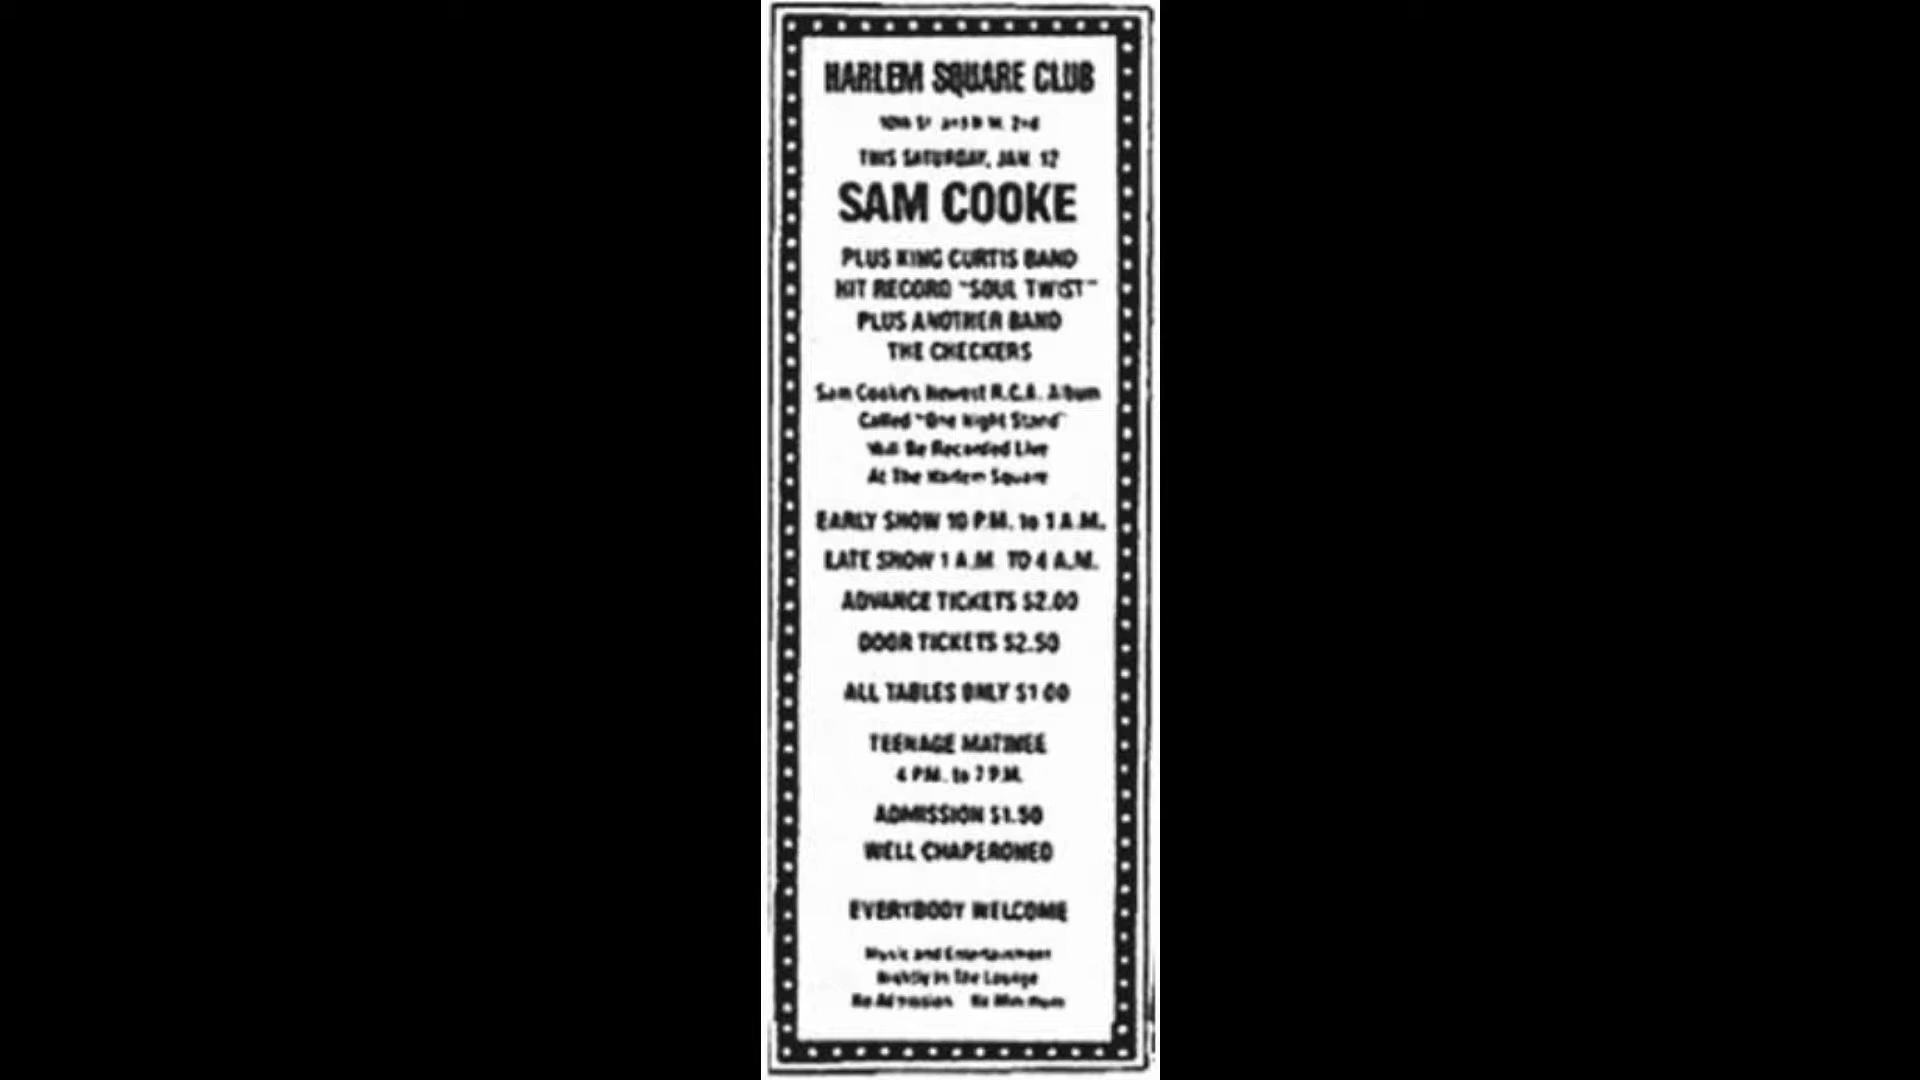 HARLEM SQUARE CLUB
10th St. and N.W. 2nd
THIS SATURDAY, JAN. 12
SAM COOKE
PLUS KING CURTIS BAND
HIT RECORD "SOUL TWIST"
PLUS ANOTHER BAND
THE CHECKERS
Sam Cooke's Newest R.C.A. Album
Called "One Night Stand"
Will Be Recorded Live
At The Harlem Square
EARLY SHOW 10 P.M. to 1 A.M.
LATE SHOW 1 A.M. TO 4 A.M.
ADVANCE TICKETS $2.00
DOOR TICKETS $2.50
ALL TABLES ONLY $1.00
TEENAGE MATINEE
4 P.M. to 7 P.M.
ADMISSION $1.50
WELL CHAPERONED
EVERYBODY WELCOME
Music and Entertainment
Nightly In The Lounge
No Admission No Minimum